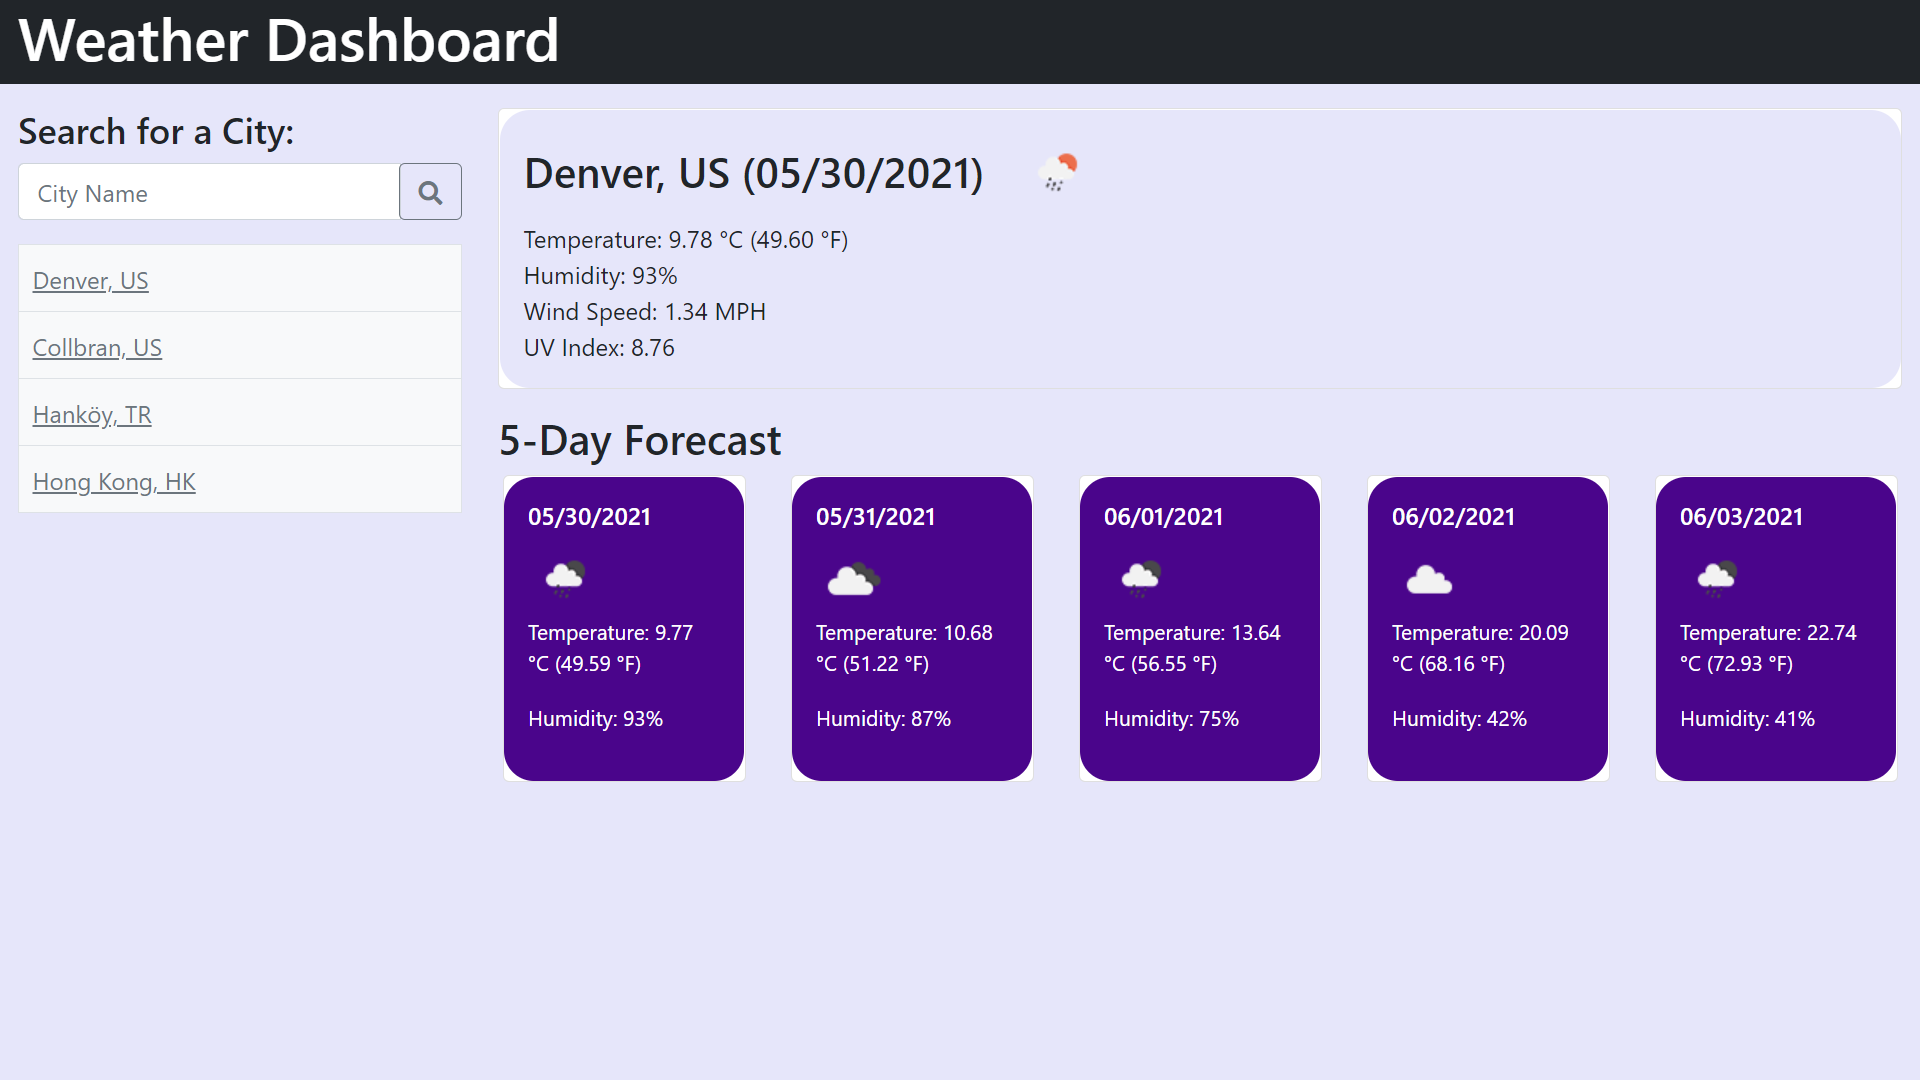 Weather Dashboard
Search for a City:
City Name
Denver, US
Collbran, US
Hanköy, TR
Hong Kong, HK
Denver, US (05/30/2021)
Temperature: 9.78 °C (49.60 °F)
Humidity: 93%
Wind Speed: 1.34 MPH
UV Index: 8.76
5-Day Forecast
05/30/2021
Temperature: 9.77
°C (49.59 °F)
Humidity: 93%
05/31/2021
Temperature: 10.68
°C (51.22 °F)
Humidity: 87%
06/01/2021
Temperature: 13.64
°C (56.55 °F)
Humidity: 75%
06/02/2021
Temperature: 20.09
°C (68.16 °F)
Humidity: 42%
06/03/2021
Temperature: 22.74
°C (72.93 °F)
Humidity: 41%